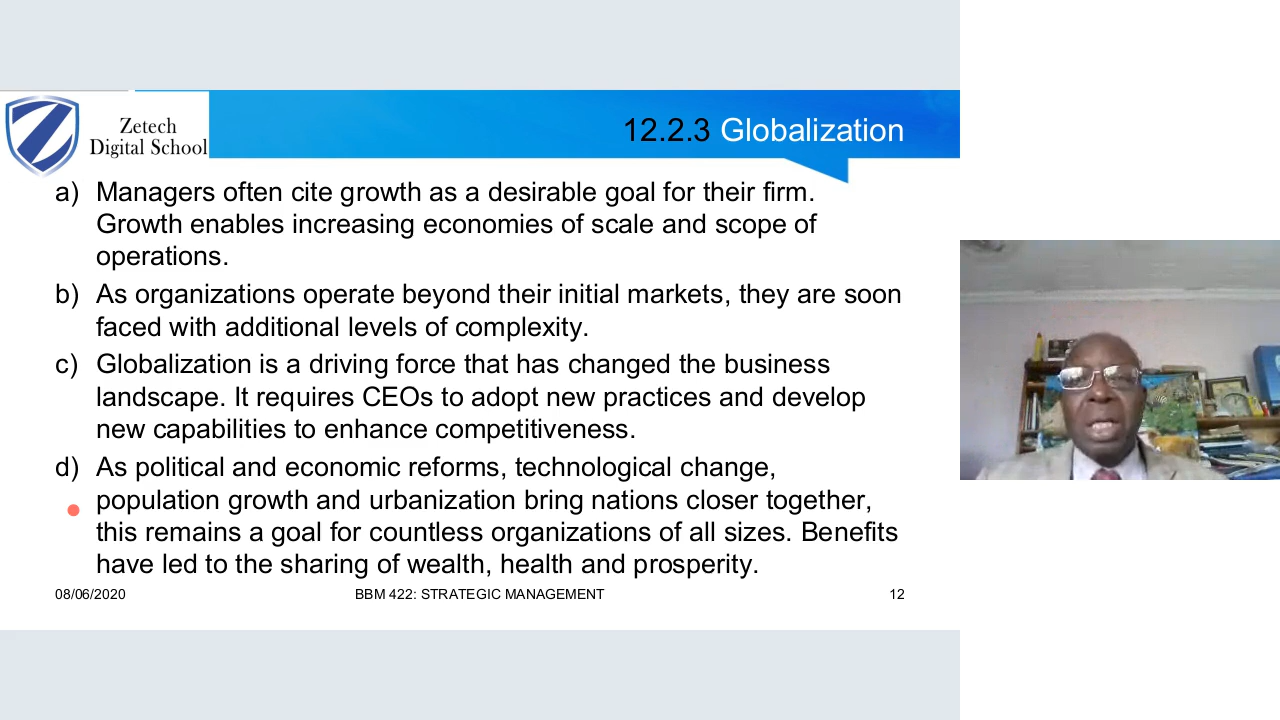 Zetech
Digital School
12.2.3 Globalization
a) Managers often cite growth as a desirable goal for their firm.
Growth enables increasing economies of scale and scope of
operations.
b) As organizations operate beyond their initial markets, they are soon
faced with additional levels of complexity.
c) Globalization is a driving force that has changed the business
landscape. It requires CEOs to adopt new practices and develop
new capabilities to enhance competitiveness.
d) As political and economic reforms, technological change,
population growth and urbanization bring nations closer together,
this remains a goal for countless organizations of all sizes. Benefits
have led to the sharing of wealth, health and prosperity.
08/06/2020 BBM 422: STRATEGIC MANAGEMENT 12